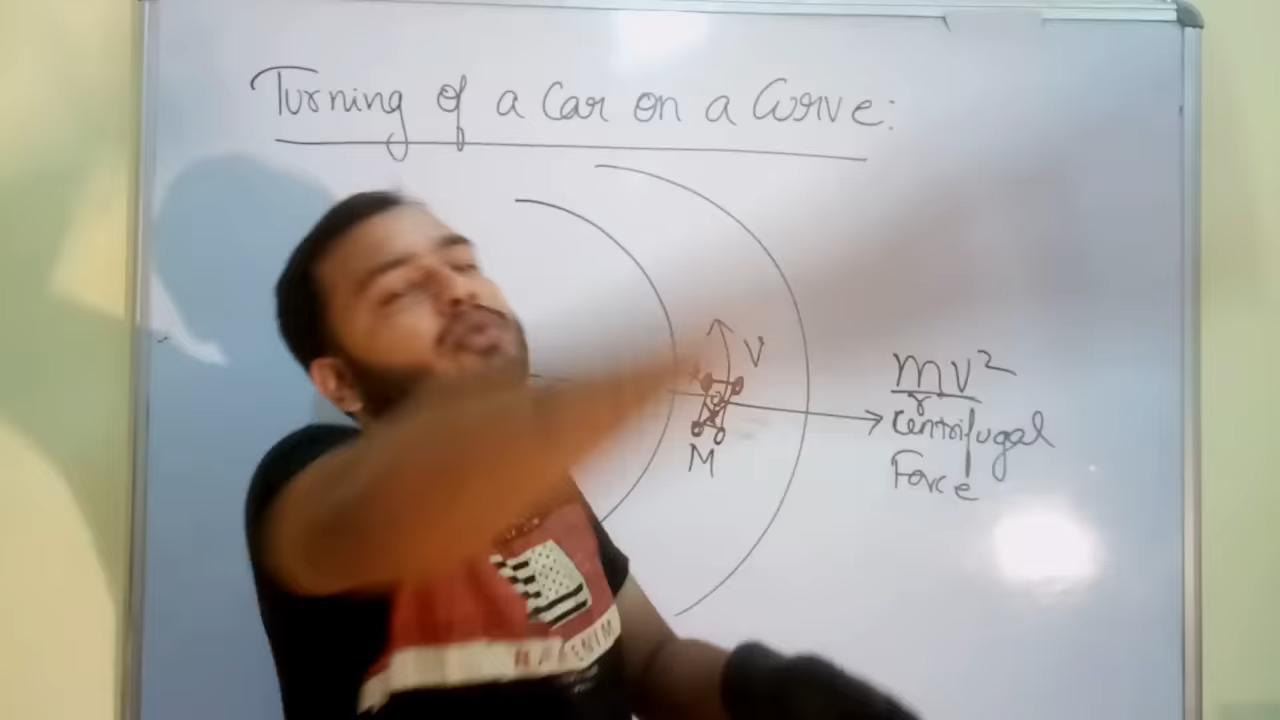 Turning of a Car on a Curve:
V
mv²
r
Centrifugal
Force
M